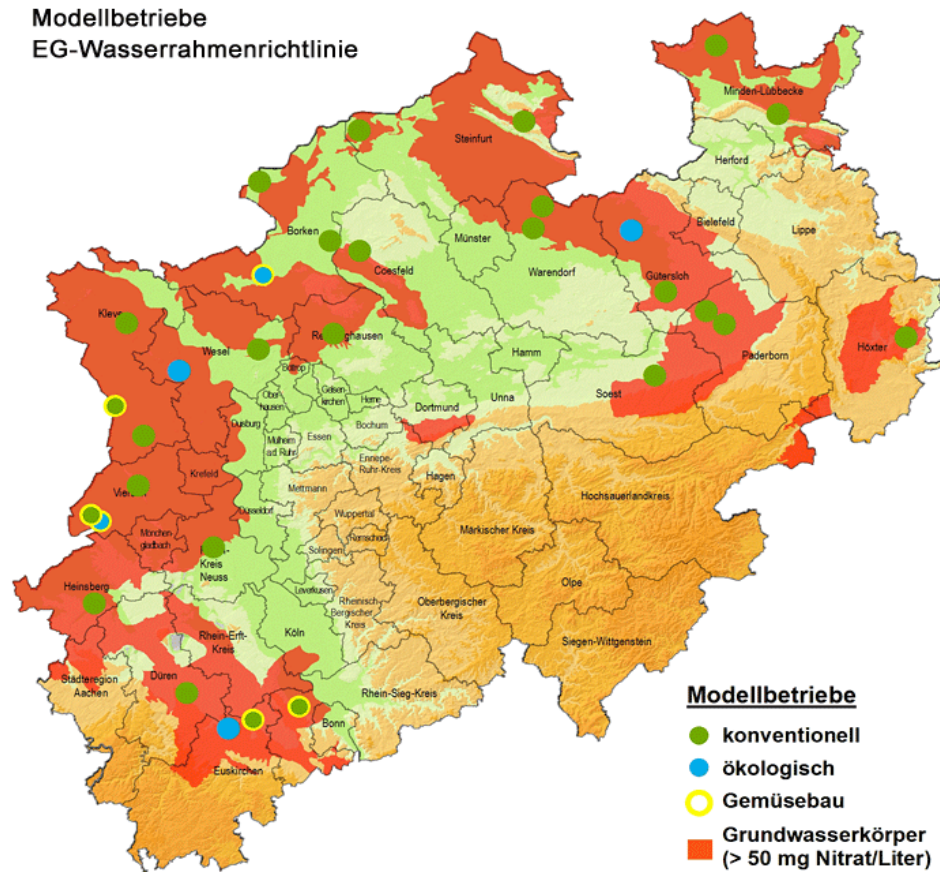 Modellbetriebe
EG-Wasserrahmenrichtlinie
Minden-Lübbecke
Steinfurt
Herford
Bielefeld
Lippe
Borken
Münster
Coesfeld
Warendorf
Gütersloh
Kleve
Wesel
Hamm
Paderborn
Höxter
Bottrop
Ober-
hausen
Gelsen-
kirchen
Herne
Dortmund
Unna
Soest
Duisburg
Mülheim
ad Ruhr
Essen
Bochum
Ennepe-
Ruhr-Kreis
Hagen
Krefeld
Mettmann
Hochsauerlandkreis
Düsseldorf
Wuppertal
Remscheid
Märkischer Kreis
Mönchen-
gladbach
Kreis
Neuss
Solingen
Leverkusen
Heinsberg
Rheinisch-
Bergischer
Kreis
Oberbergischer
Kreis
Olpe
Rhein-Erft-
Kreis
Köln
Siegen-Wittgenstein
Städteregion
Aachen
Düren
Rhein-Sieg-Kreis
Bonn
Euskirchen
Modellbetriebe
konventionell
ökologisch
Gemüsebau
Grundwasserkörper
(> 50 mg Nitrat/Liter)